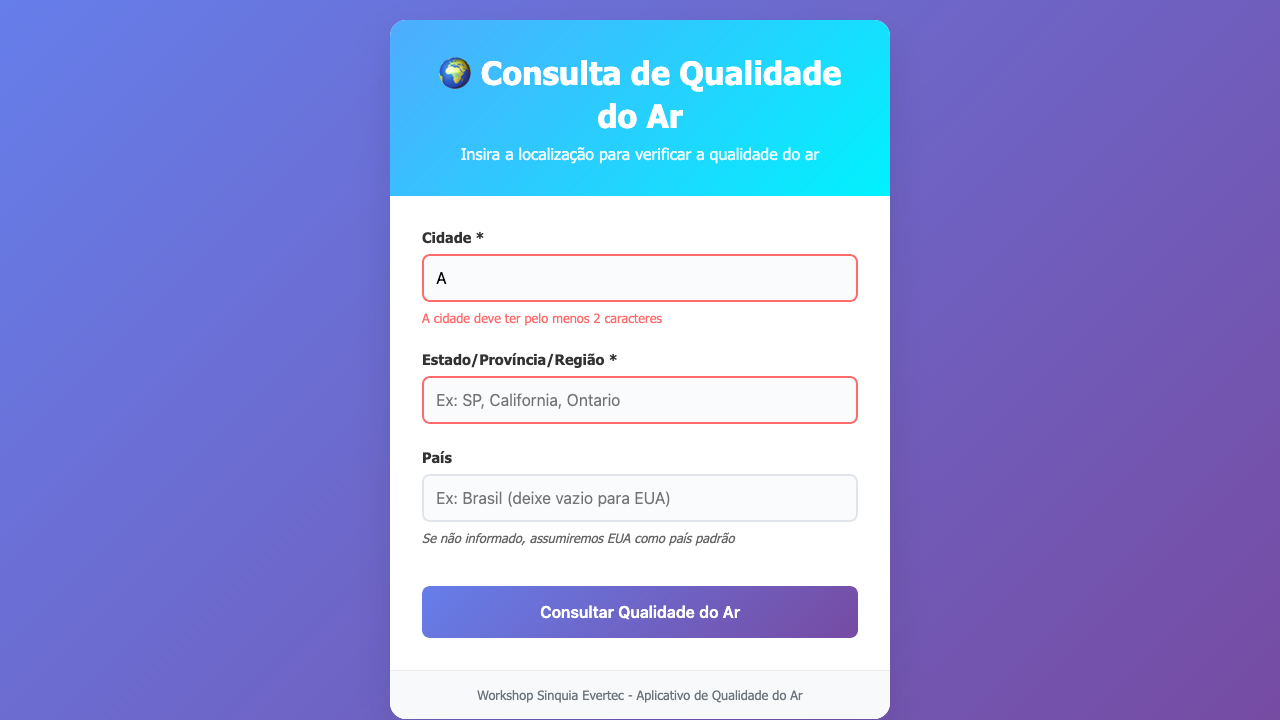 🌍 Consulta de Qualidade
do Ar
Insira a localização para verificar a qualidade do ar
Cidade *
A
A cidade deve ter pelo menos 2 caracteres
Estado/Província/Região *
Ex: SP, California, Ontario
País
Ex: Brasil (deixe vazio para EUA)
Se não informado, assumiremos EUA como país padrão
Consultar Qualidade do Ar
Workshop Sinquia Evertec - Aplicativo de Qualidade do Ar